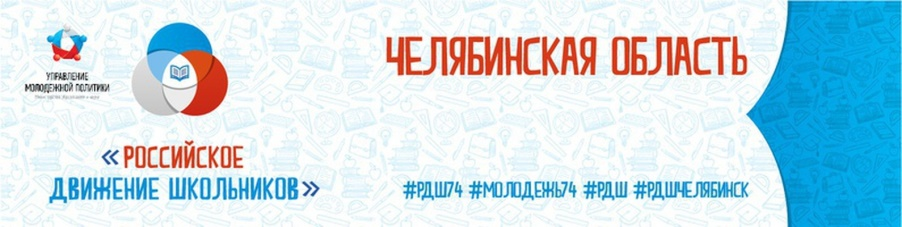 УПРАВЛЕНИЕ
МОЛОДЕЖНОЙ ПОЛИТИКИ
«РОССИЙСКОЕ
ДВИЖЕНИЕ ШКОЛЬНИКОВ»
ЧЕЛЯБИНСКАЯ ОБЛАСТЬ
#РДШ74 #МОЛОДЕЖЬ74 #РДШ #РДШЧЕЛЯБИНСК